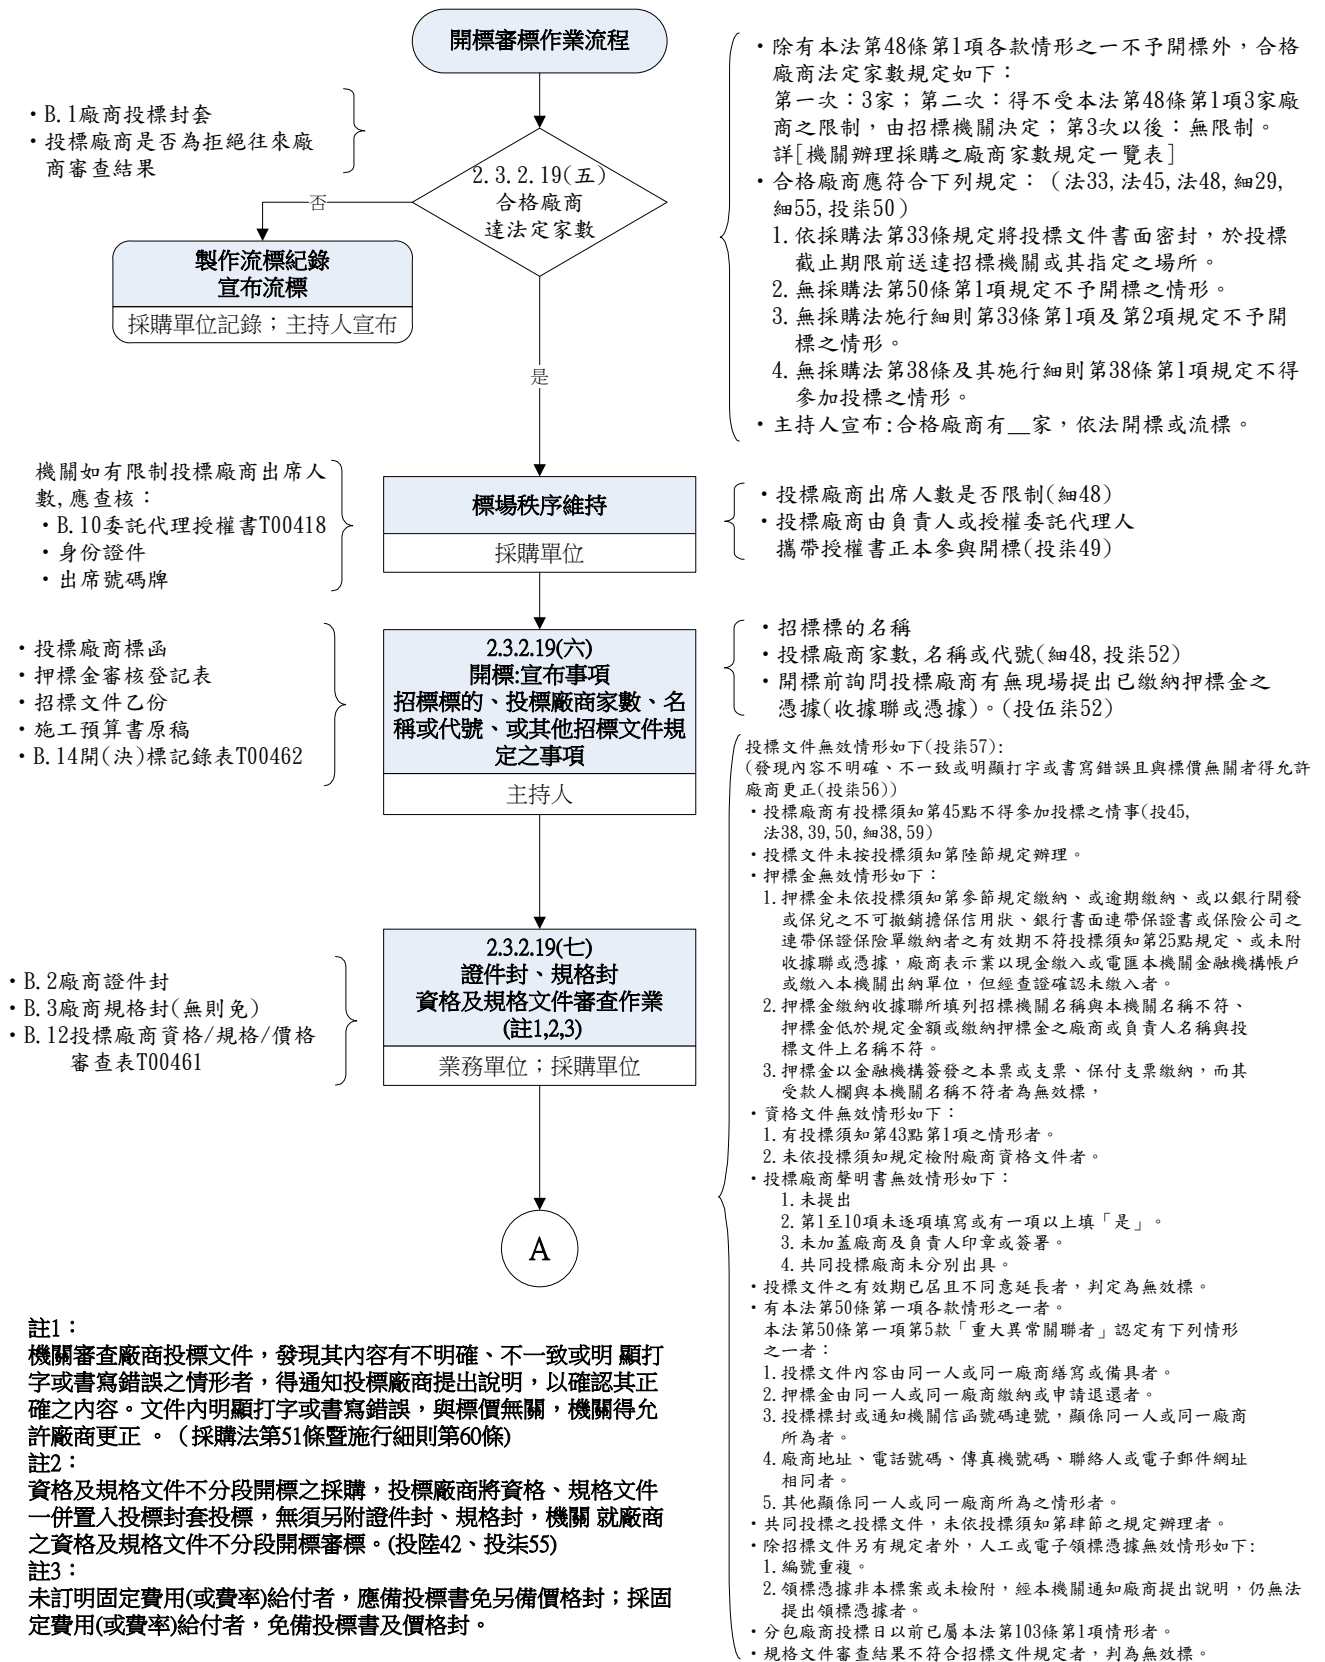 開標審標作業流程
・除有本法第48條第1項各款情形之一不予開標外，合格
廠商法定家數規定如下：
第一次：3家；第二次：得不受本法第48條第1項3家廠
商之限制，由招標機關決定；第3次以後：無限制。
詳[機關辦理採購之廠商家數規定一覽表]
・合格廠商應符合下列規定：（法33,法45,法48,細29,
細55,投柒50）
1.依採購法第33條規定將投標文件書面密封，於投標
截止期限前送達招標機關或其指定之場所。
2.無採購法第50條第1項規定不予開標之情形。
3.無採購法施行細則第33條第1項及第2項規定不予開
標之情形。
4.無採購法第38條及其施行細則第38條第1項規定不得
參加投標之情形。
・主持人宣布:合格廠商有__家，依法開標或流標。
・B.1廠商投標封套
・投標廠商是否為拒絕往來廠
商審查結果
2.3.2.19(五)
合格廠商
達法定家數
否
製作流標紀錄
宣布流標
採購單位記錄；主持人宣布
是
機關如有限制投標廠商出席人
數,應查核：
・B.10委託代理授權書T00418
・身份證件
・出席號碼牌
標場秩序維持
採購單位
・投標廠商出席人數是否限制(細48)
・投標廠商由負責人或授權委託代理人
攜帶授權書正本參與開標(投柒49)
・投標廠商標函
・押標金審核登記表
・招標文件乙份
・施工預算書原稿
・B.14開(決)標記錄表T00462
2.3.2.19(六)
開標:宣布事項
招標標的、投標廠商家數、名
稱或代號、或其他招標文件規
定之事項
主持人
・招標標的名稱
・投標廠商家數,名稱或代號(細48,投柒52)
・開標前詢問投標廠商有無現場提出已繳納押標金之
憑據(收據聯或憑據)。(投伍柒52)
・B.2廠商證件封
・B.3廠商規格封(無則免)
・B.12投標廠商資格/規格/價格
審查表T00461
2.3.2.19(七)
證件封、規格封
資格及規格文件審查作業
(註1,2,3)
業務單位；採購單位
A
投標文件無效情形如下(投柒57):
(發現內容不明確、不一致或明顯打字或書寫錯誤且與標價無關者得允許
廠商更正(投柒56))
・投標廠商有投標須知第45點不得參加投標之情事(投45,
法38,39,50,細38,59)
・投標文件未按投標須知第陸節規定辦理。
・押標金無效情形如下：
1.押標金未依投標須知第參節規定繳納、或逾期繳納、或以銀行開發
或保兌之不可撤銷擔保信用狀、銀行書面連帶保證書或保險公司之
連帶保證保險單繳納者之有效期不符投標須知第25點規定、或未附
收據聯或憑據，廠商表示業以現金繳入或電匯本機關金融機構帳戶
或繳入本機關出納單位，但經查證確認未繳入者。
2.押標金繳納收據聯所填列招標機關名稱與本機關名稱不符、
押標金低於規定金額或繳納押標金之廠商或負責人名稱與投
標文件上名稱不符。
3.押標金以金融機構簽發之本票或支票、保付支票繳納，而其
受款人欄與本機關名稱不符者為無效標，
・資格文件無效情形如下：
1.有投標須知第43點第1項之情形者。
2.未依投標須知規定檢附廠商資格文件者。
・投標廠商聲明書無效情形如下：
1.未提出
2.第1至10項未逐項填寫或有一項以上填「是」。
3.未加蓋廠商及負責人印章或簽署。
4.共同投標廠商未分別出具。
・投標文件之有效期已屆且不同意延長者，判定為無效標。
・有本法第50條第一項各款情形之一者。
本法第50條第一項第5款「重大異常關聯者」認定有下列情形
之一者：
1.投標文件內容由同一人或同一廠商繕寫或備具者。
2.押標金由同一人或同一廠商繳納或申請退還者。
3.投標標封或通知機關信函號碼連號，顯係同一人或同一廠商
所為者。
4.廠商地址、電話號碼、傳真機號碼、聯絡人或電子郵件網址
相同者。
5.其他顯係同一人或同一廠商所為之情形者。
・共同投標之投標文件，未依投標須知第肆節之規定辦理者。
・除招標文件另有規定者外，人工或電子領標憑據無效情形如下:
1.編號重複。
2.領標憑據非本標案或未檢附，經本機關通知廠商提出說明，仍無法
提出領標憑據者。
・分包廠商投標日以前已屬本法第103條第1項情形者。
・規格文件審查結果不符合招標文件規定者，判為無效標。
註1：
機關審查廠商投標文件，發現其內容有不明確、不一致或明 顯打
字或書寫錯誤之情形者，得通知投標廠商提出說明，以確認其正
確之內容。文件內明顯打字或書寫錯誤，與標價無關，機關得允
許廠商更正 。（採購法第51條暨施行細則第60條)
註2：
資格及規格文件不分段開標之採購，投標廠商將資格、規格文件
一併置入投標封套投標，無須另附證件封、規格封，機關 就廠商
之資格及規格文件不分段開標審標。(投陸42、投柒55)
註3：
未訂明固定費用(或費率)給付者，應備投標書免另備價格封；採固
定費用(或費率)給付者，免備投標書及價格封。